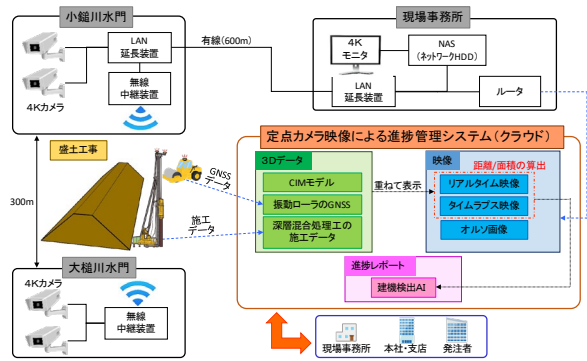 小鎚川水門
LAN
延長装置
4Kカメラ
無線
中継装置
有線(600m)
現場事務所
4K
モニタ
NAS
(ネットワークHDD)
LAN
延長装置
ルータ
盛土工事
300m
GNSS
データ
施工
データ
大槌川水門
4Kカメラ
無線
中継装置
定点カメラ映像による進捗管理システム(クラウド)
3Dデータ
CIMモデル
振動ローラのGNSS
深層混合処理工の
施工データ
重ねて表示
映像
距離/面積の算出
リアルタイム映像
タイムラプス映像
オルソ画像
進捗レポート
建機検出AI
現場事務所
本社・支店
発注者